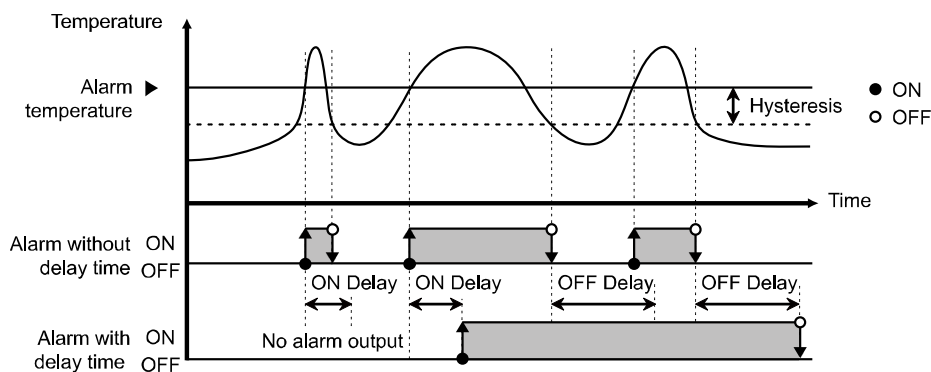 Temperature
Alarm
temperature
Hysteresis
ON
OFF
Time
Alarm without
delay time
ON
OFF
ON Delay
ON Delay
OFF Delay
OFF Delay
Alarm with
delay time
ON
OFF
No alarm output